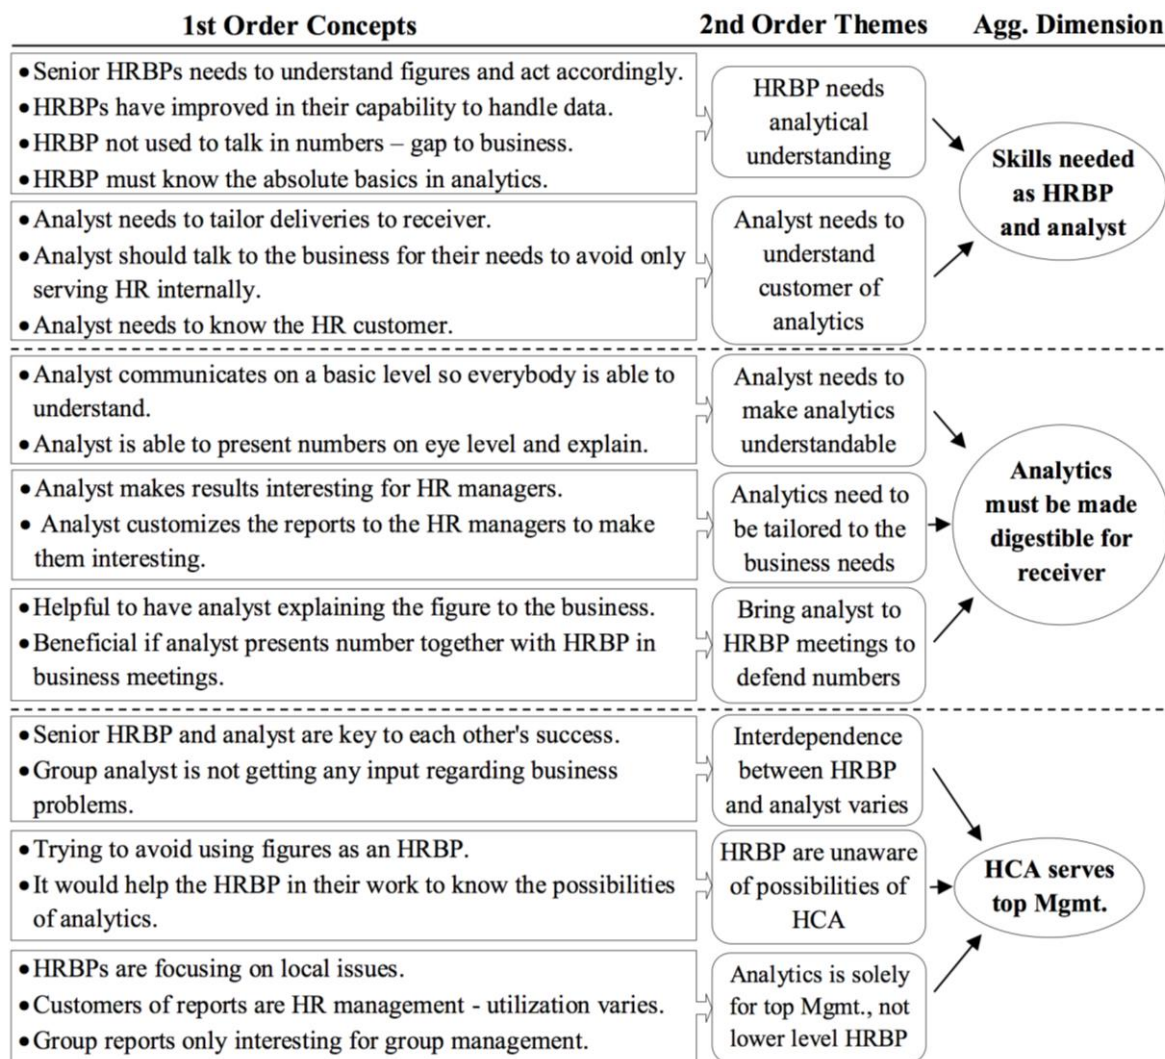 1st Order Concepts
2nd Order Themes
Agg. Dimension
• Senior HRBPs needs to understand figures and act accordingly.
• HRBPs have improved in their capability to handle data.
• HRBP not used to talk in numbers – gap to business.
• HRBP must know the absolute basics in analytics.
HRBP needs
analytical
understanding
• Analyst needs to tailor deliveries to receiver.
• Analyst should talk to the business for their needs to avoid only
serving HR internally.
• Analyst needs to know the HR customer.
Analyst needs to
understand
customer of
analytics
Skills needed
as HRBP
and analyst
• Analyst communicates on a basic level so everybody is able to
understand.
• Analyst is able to present numbers on eye level and explain.
Analyst needs to
make analytics
understandable
• Analyst makes results interesting for HR managers.
• Analyst customizes the reports to the HR managers to make
them interesting.
Analytics need to
be tailored to the
business needs
• Helpful to have analyst explaining the figure to the business.
• Beneficial if analyst presents number together with HRBP in
business meetings.
Bring analyst to
HRBP meetings to
defend numbers
Analytics
must be made
digestible for
receiver
• Senior HRBP and analyst are key to each other's success.
• Group analyst is not getting any input regarding business
problems.
Interdependence
between HRBP
and analyst varies
• Trying to avoid using figures as an HRBP.
• It would help the HRBP in their work to know the possibilities
of analytics.
HRBP are unaware
of possibilities of
HCA
• HRBPs are focusing on local issues.
• Customers of reports are HR management - utilization varies.
• Group reports only interesting for group management.
Analytics is solely
for top Mgmt., not
lower level HRBP
HCA serves
top Mgmt.